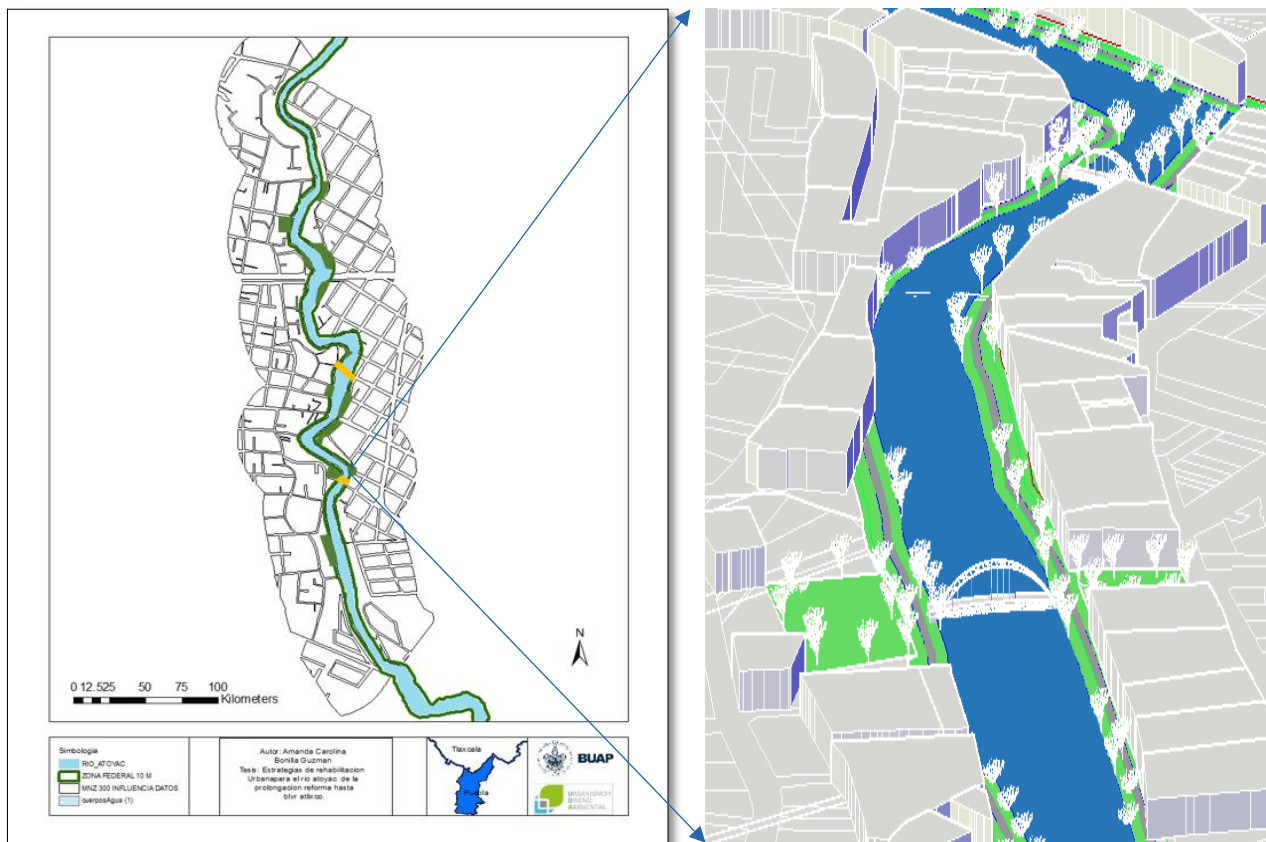 N
0 12.525 50 75 100
Kilometers
Simbologia
RIO_ATOYAC
ZONA FEDERAL 10 M
MNZ 300 INFLUENCIA DATOS
cuerposAgua (1)
Autor: Amanda Carolina
Bonilla Guzman
Tesis: Estrategias de rehabilitacion
Urbanapara el rio atoyac de la
prolongacion reforma hasta
blvr atlixco.
Tlaxcala
Puebla
BUAP
URBANISMO Y
DISEÑO
AMBIENTAL